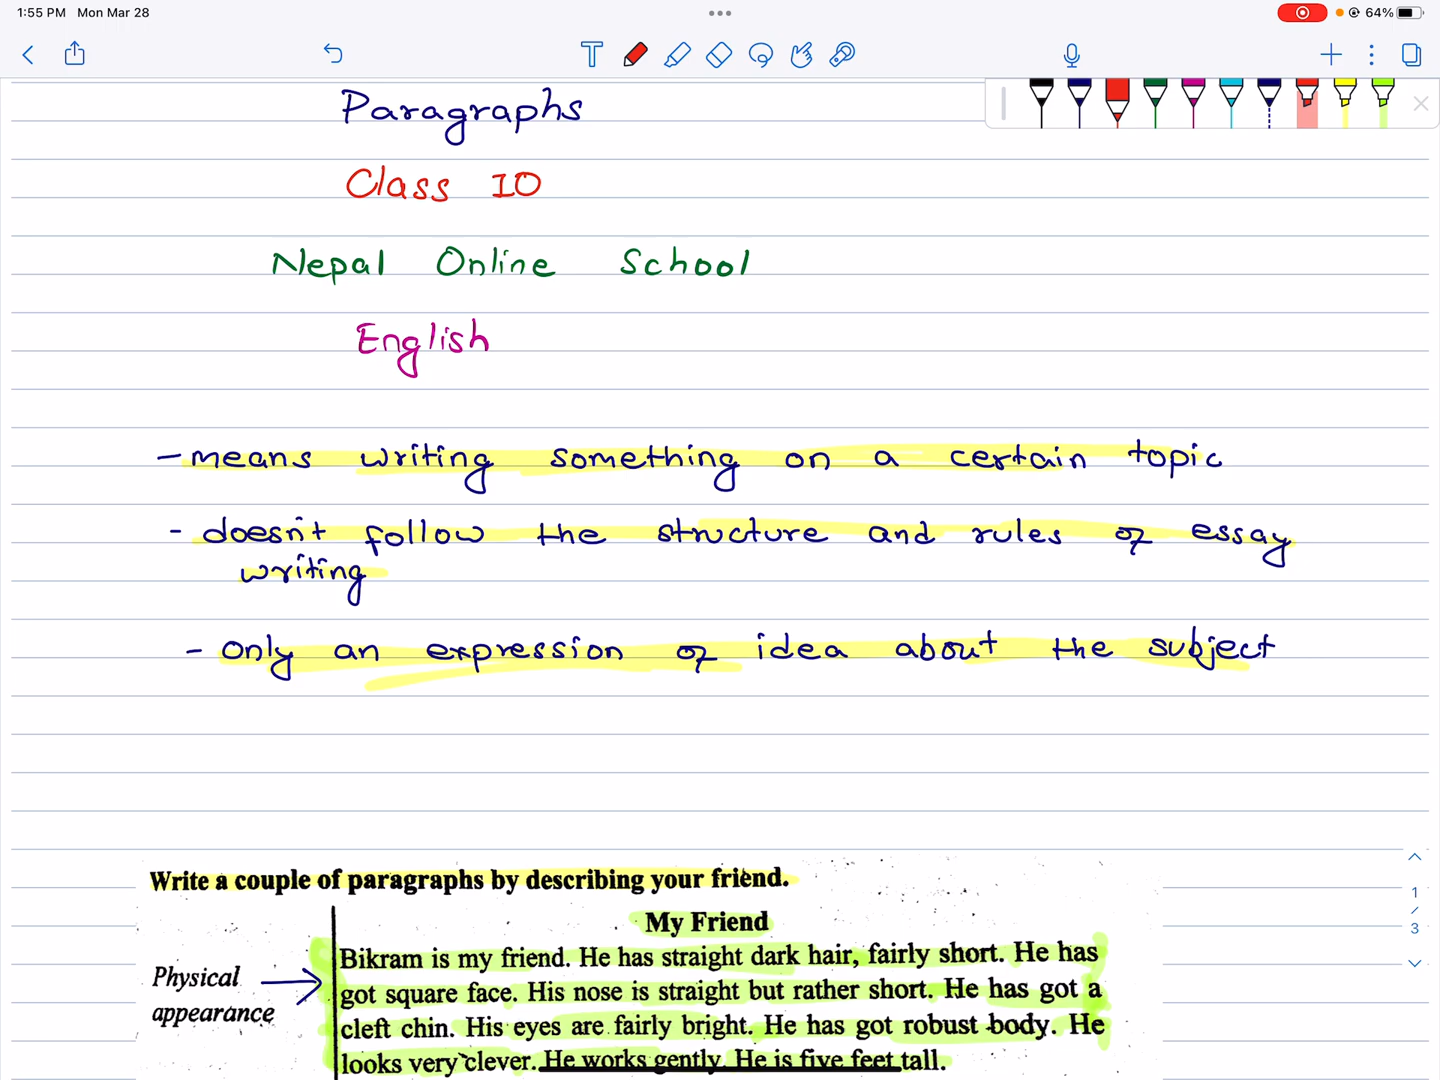 1:55 PM Mon Mar 28
64%
Paragraphs
Class 10
Nepal Online School
English
- means writing something on a certain topic
- doesn't follow the structure and rules of essay
writing
- only an expression of idea about the subject
Write a couple of paragraphs by describing your friend.
My Friend
Physical
appearance
Bikram is my friend. He has straight dark hair, fairly short. He has
got square face. His nose is straight but rather short. He has got a
cleft chin. His eyes are fairly bright. He has got robust body. He
looks very clever. He works gently. He is five feet tall.
1
/
3